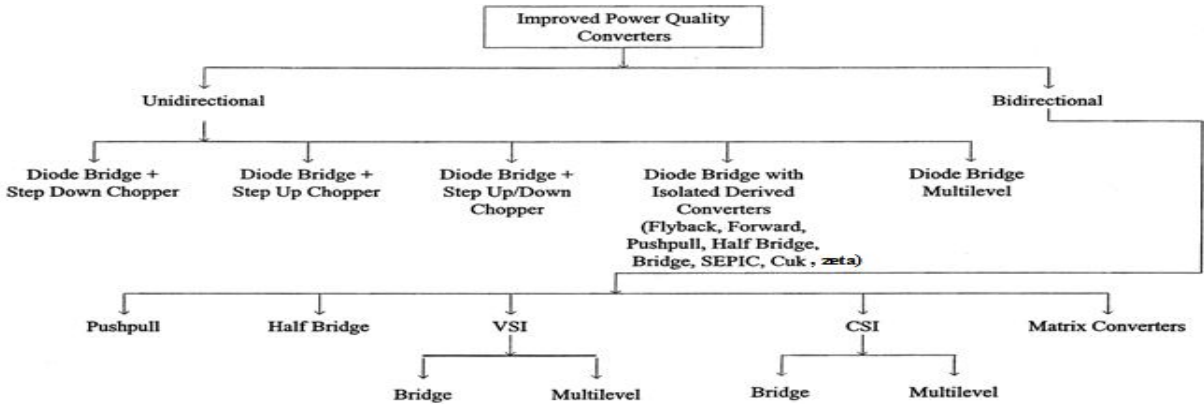 Improved Power Quality
Converters
Unidirectional
Bidirectional
Diode Bridge +
Step Down Chopper
Diode Bridge +
Step Up Chopper
Diode Bridge +
Step Up/Down
Chopper
Diode Bridge with
Isolated Derived
Converters
(Flyback, Forward,
Pushpull, Half Bridge,
Bridge, SEPIC, Cuk , zeta)
Diode Bridge
Multilevel
Pushpull
Half Bridge
VSI
CSI
Matrix Converters
Bridge
Multilevel
Bridge
Multilevel